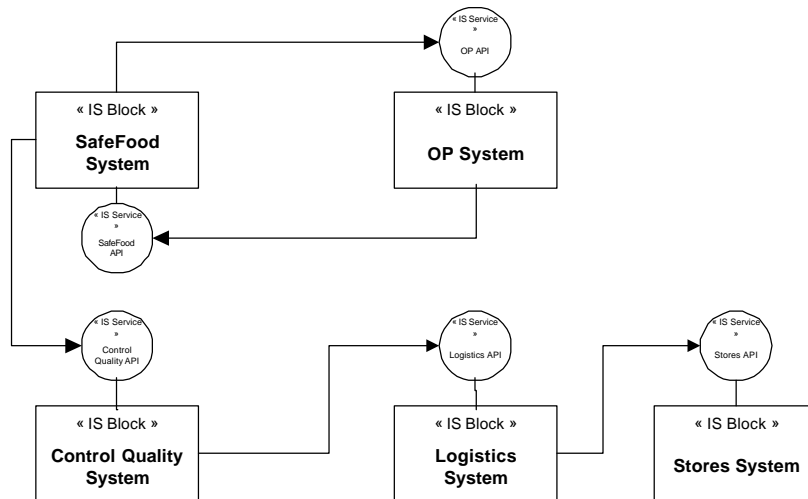 « IS Service
»
OP API
« IS Block »
SafeFood
System
« IS Block »
OP System
« IS Service
»
SafeFood
API
« IS Service
»
Control
Quality API
« IS Service
»
Logistics API
« IS Service
»
Stores API
« IS Block »
Control Quality
System
« IS Block »
Logistics
System
« IS Block »
Stores System